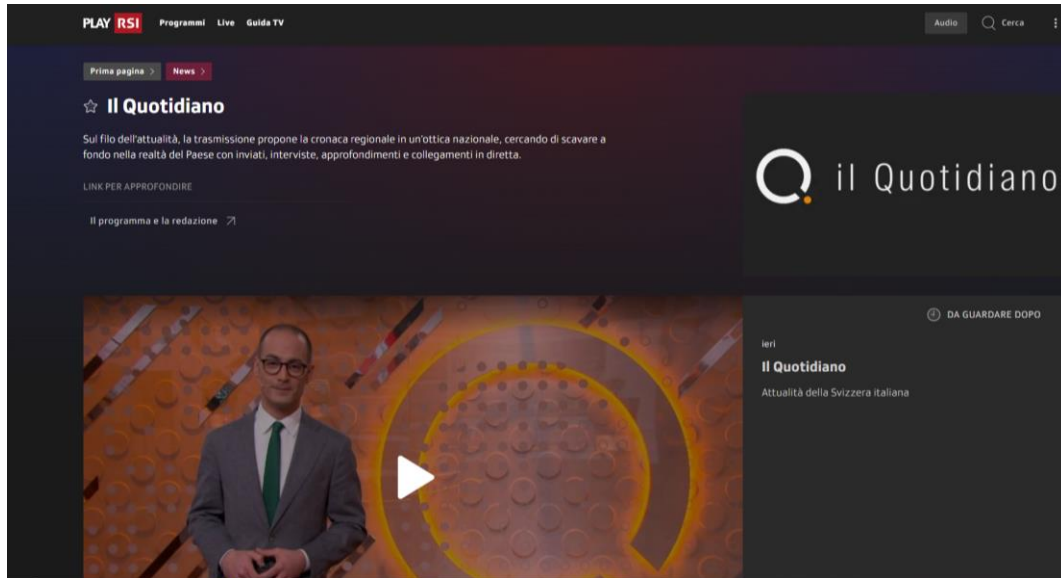 PLAY RSI Programmi Live Guida TV Audio Cerca
Prima pagina News
Il Quotidiano
Sul filo dell'attualità, la trasmissione propone la cronaca regionale in un'ottica nazionale, cercando di scavare a
fondo nella realtà del Paese con inviati, interviste, approfondimenti e collegamenti in diretta.
LINK PER APPROFONDIRE
Il programma e la redazione
il Quotidiano
DA GUARDARE DOPO
ieri
Il Quotidiano
Attualità della Svizzera italiana